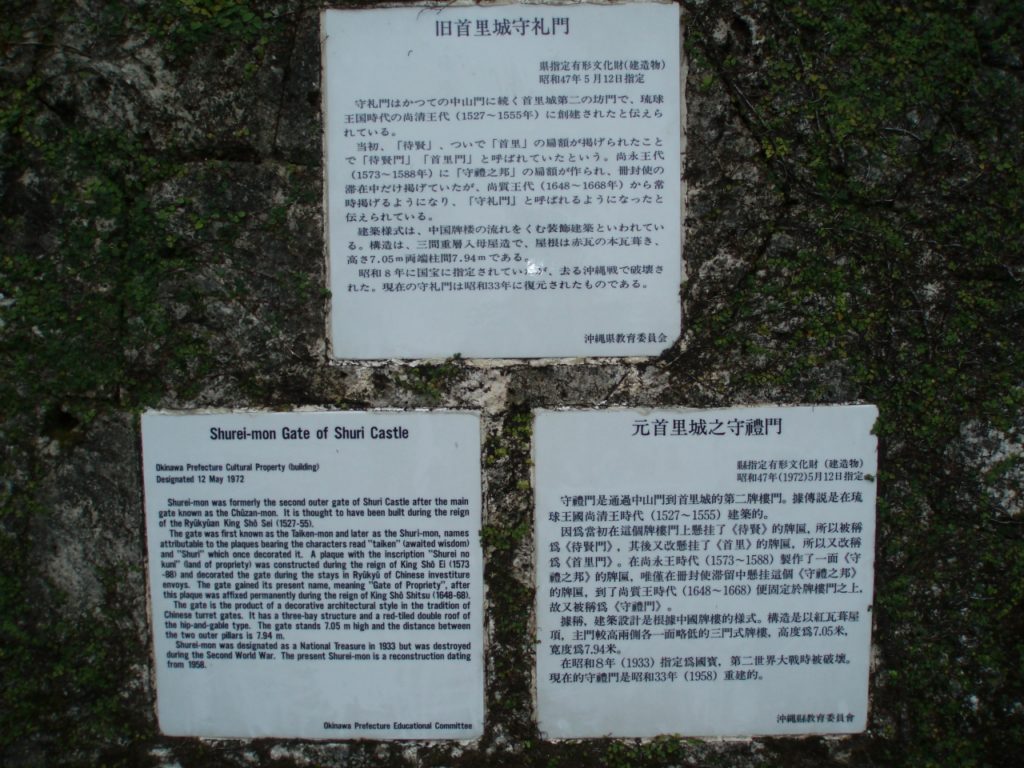 旧首里城守礼門
県指定有形文化財(建造物)
昭和47年5月12日指定
守礼門はかつての中山門に続く首里城第二の坊門で、琉球
王国時代の尚清王代(1527～1555年)に創建されたと伝えら
れている。
当初、「待賢」、ついで「首里」の扁額が掲げられたこと
で「待賢門」「首里門」と呼ばれていたという。尚永王代
(1573～1588年)に「守禮之邦」の扁額が作られ、冊封使の
滞在中だけ掲げていたが、尚質王代(1648～1668年)から常
時掲げるようになり、「守礼門」と呼ばれるようになったと
伝えられている。
建築様式は、中国牌楼の流れをくむ装飾建築といわれてい
る。構造は、三間重層入母屋造で、屋根は赤瓦の本瓦葺き、
高さ7.05m両端柱間7.94mである。
昭和8年に国宝に指定されていたが、去る沖縄戦で破壊さ
れた。現在の守礼門は昭和33年に復元されたものである。
沖縄県教育委員会
Shurei-mon Gate of Shuri Castle
Okinawa Prefecture Cultural Property (building)
Designated 12 May 1972
Shurei-mon was formerly the second outer gate of Shuri Castle after the main
gate known as the Chûzan-mon. It is thought to have been built during the reign
of the Ryûkyûan King Shô Sei (1527-55).
The gate was first known as the Taiken-mon and later as the Shuri-mon, names
attributable to the plaques bearing the characters read "taiken" (awaited wisdom)
and "Shuri" which once decorated it. A plaque with the inscription "Shurei no
kuni" (land of propriety) was constructed during the reign of King Shô Ei (1573
-88) and decorated the gate during the stays in Ryûkyû of Chinese investiture
envoys. The gate gained its present name, meaning "Gate of Propriety", after
this plaque was affixed permanently during the reign of King Shô Shitsu (1648-68).
The gate is the product of a decorative architectural style in the tradition of
Chinese turret gates. It has a three-bay structure and a red-tiled double roof of
the hip-and-gable type. The gate stands 7.05 m high and the distance between
the two outer pillars is 7.94 m.
Shurei-mon was designated as a National Treasure in 1933 but was destroyed
during the Second World War. The present Shurei-mon is a reconstruction dating
from 1958.
Okinawa Prefecture Educational Committee
元首里城之守禮門
縣指定有形文化財(建造物)
昭和47年(1972)5月12日指定
守禮門是通過中山門到首里城的第二牌樓門。據傳説是在琉
球王國尚清王時代(1527～1555)建築的。
因爲當初在這個牌樓門上懸挂了《待賢》的牌匾，所以被稱
爲《待賢門》，其後又改懸挂了《首里》的牌匾，所以又改稱
爲《首里門》。在尚永王時代(1573～1588)製作了一面《守
禮之邦》的牌匾，唯僅在冊封使滞留中懸挂這個《守禮之邦》
的牌匾，到了尚質王時代(1648～1668)便固定於牌樓門之上，
故又被稱爲《守禮門》。
據稱，建築設計是根據中國牌樓的樣式。構造是以紅瓦葺屋
項，主門較高兩側各一面略低的三門式牌樓，高度爲7.05米，
寬度爲7.94米。
在昭和8年(1933)指定爲國寶，第二世界大戰時被破壞。
現在的守禮門是昭和33年(1958)重建的。
沖縄縣教育委員會